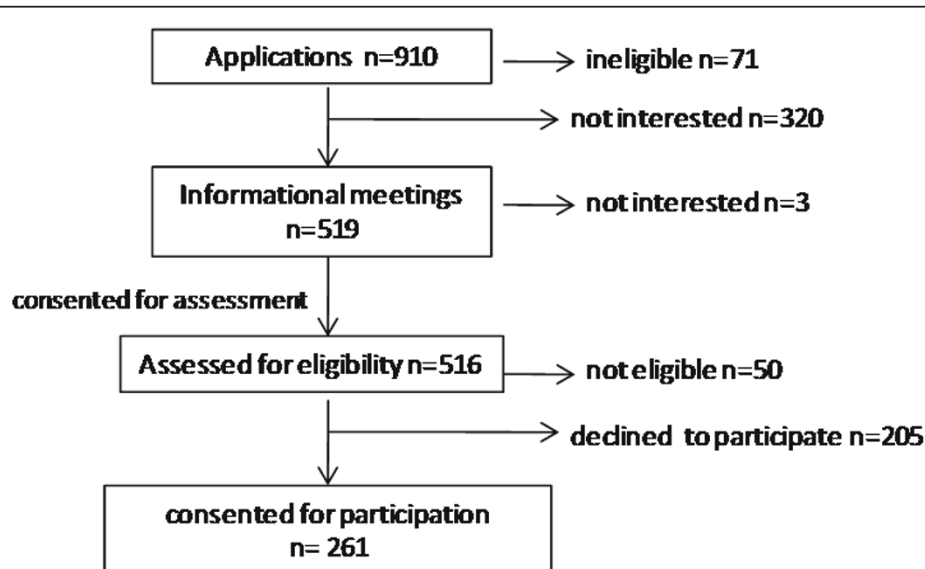 Applications n=910
ineligible n=71
not interested n=320
Informational meetings
n=519
not interested n=3
consented for assessment
Assessed for eligibility n=516
not eligible n=50
declined to participate n=205
consented for participation
n= 261